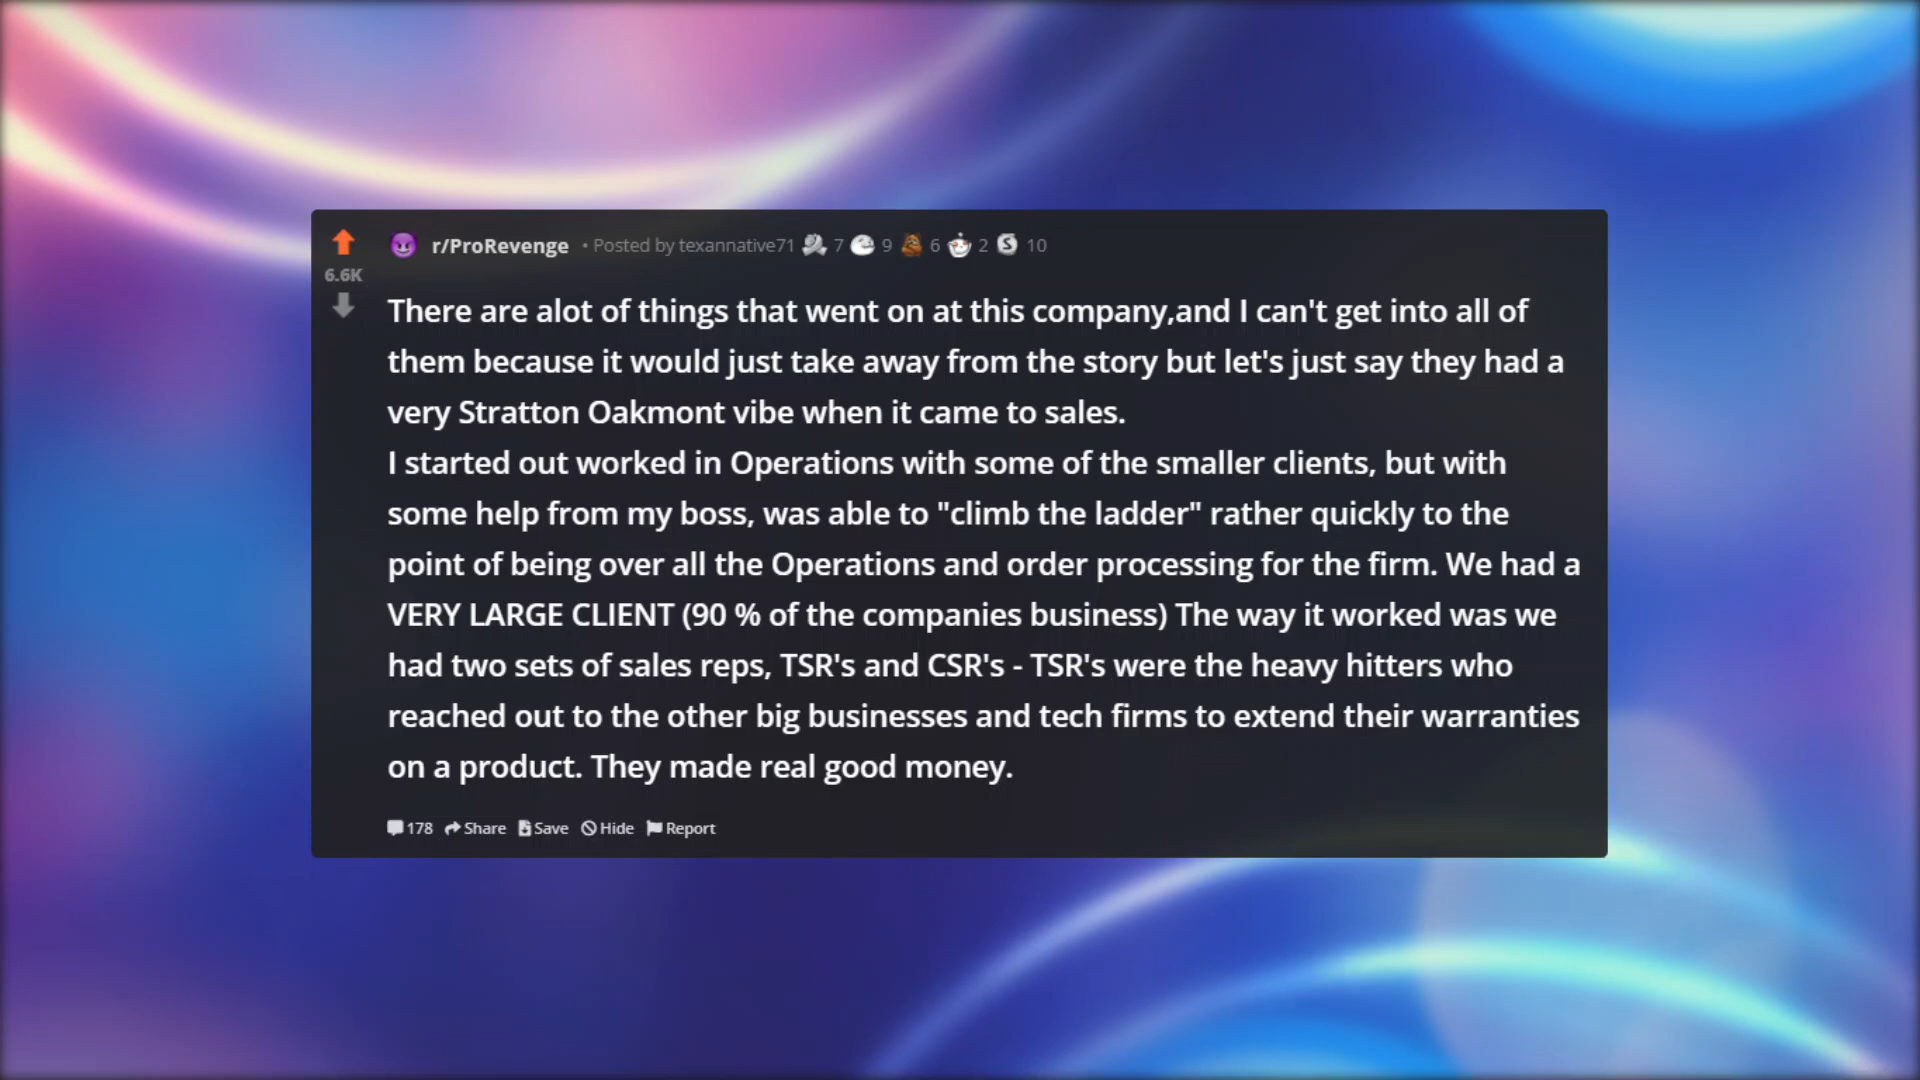 r/ProRevenge • Posted by texannative71 7 9 6 2 10
6.6K
There are alot of things that went on at this company,and I can't get into all of
them because it would just take away from the story but let's just say they had a
very Stratton Oakmont vibe when it came to sales.
I started out worked in Operations with some of the smaller clients, but with
some help from my boss, was able to "climb the ladder" rather quickly to the
point of being over all the Operations and order processing for the firm. We had a
VERY LARGE CLIENT (90 % of the companies business) The way it worked was we
had two sets of sales reps, TSR's and CSR's - TSR's were the heavy hitters who
reached out to the other big businesses and tech firms to extend their warranties
on a product. They made real good money.
178 Share Save Hide Report